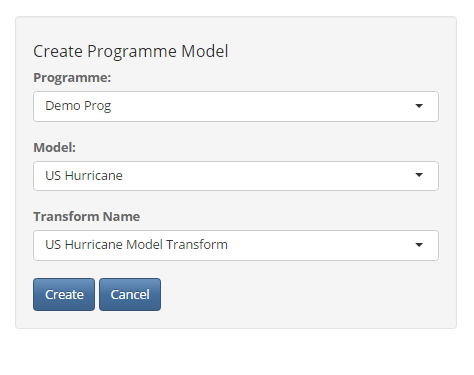 Create Programme Model
Programme:
Demo Prog
Model:
US Hurricane
Transform Name
US Hurricane Model Transform
Create Cancel